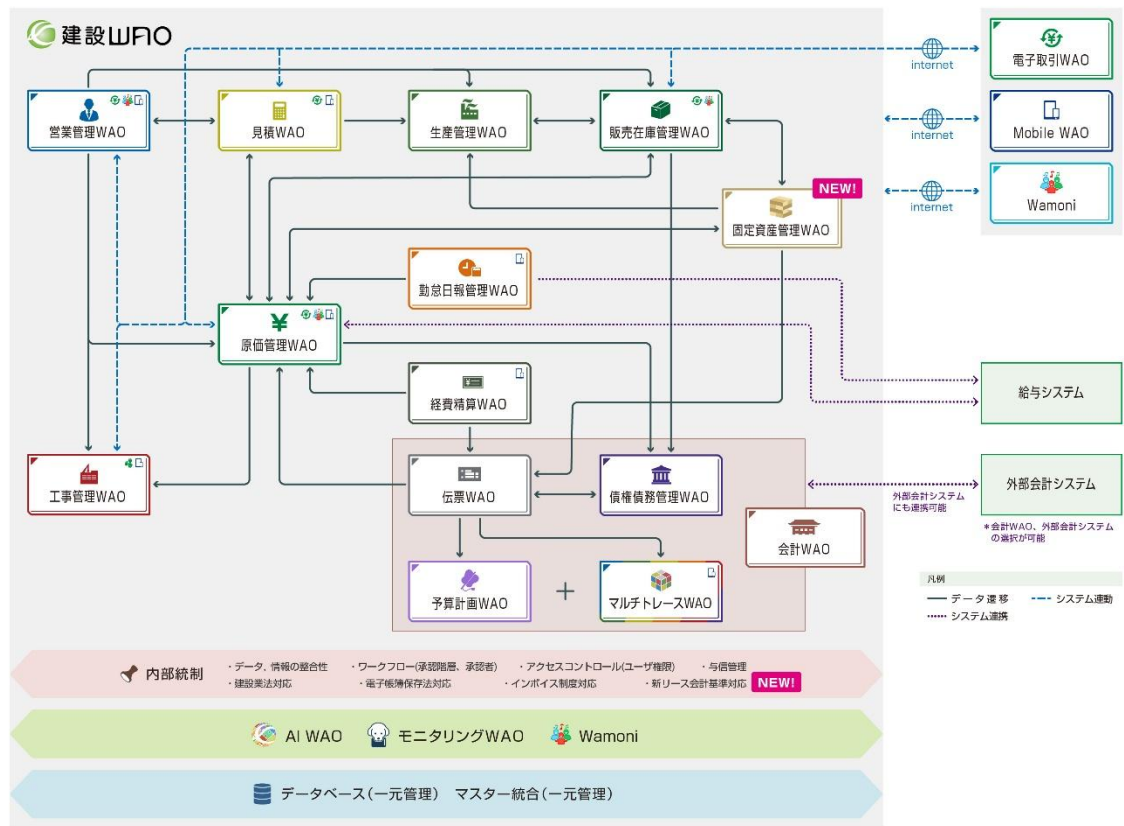 建設WAO
電子取引WAO
internet
営業管理WAO
見積WAO
生産管理WAO
販売在庫管理WAO
internet
Mobile WAO
NEW!
internet
Wamoni
固定資産管理WAO
勤怠日報管理WAO
原価管理WAO
給与システム
経費精算WAO
工事管理WAO
伝票WAO
債権債務管理WAO
外部会計システム
外部会計システム
にも連携可能
会計WAO
*会計WAO、外部会計システム
の選択が可能
予算計画WAO
+
マルチトレースWAO
凡例
データ遷移
システム連動
システム連携
内部統制
・データ、情報の整合性 ・ワークフロー(承認階層、承認者) ・アクセスコントロール(ユーザ権限) ・与信管理
・建設業法対応 ・電子帳簿保存法対応 ・インボイス制度対応 ・新リース会計基準対応 NEW!
AI WAO モニタリングWAO Wamoni
データベース(一元管理) マスター統合(一元管理)